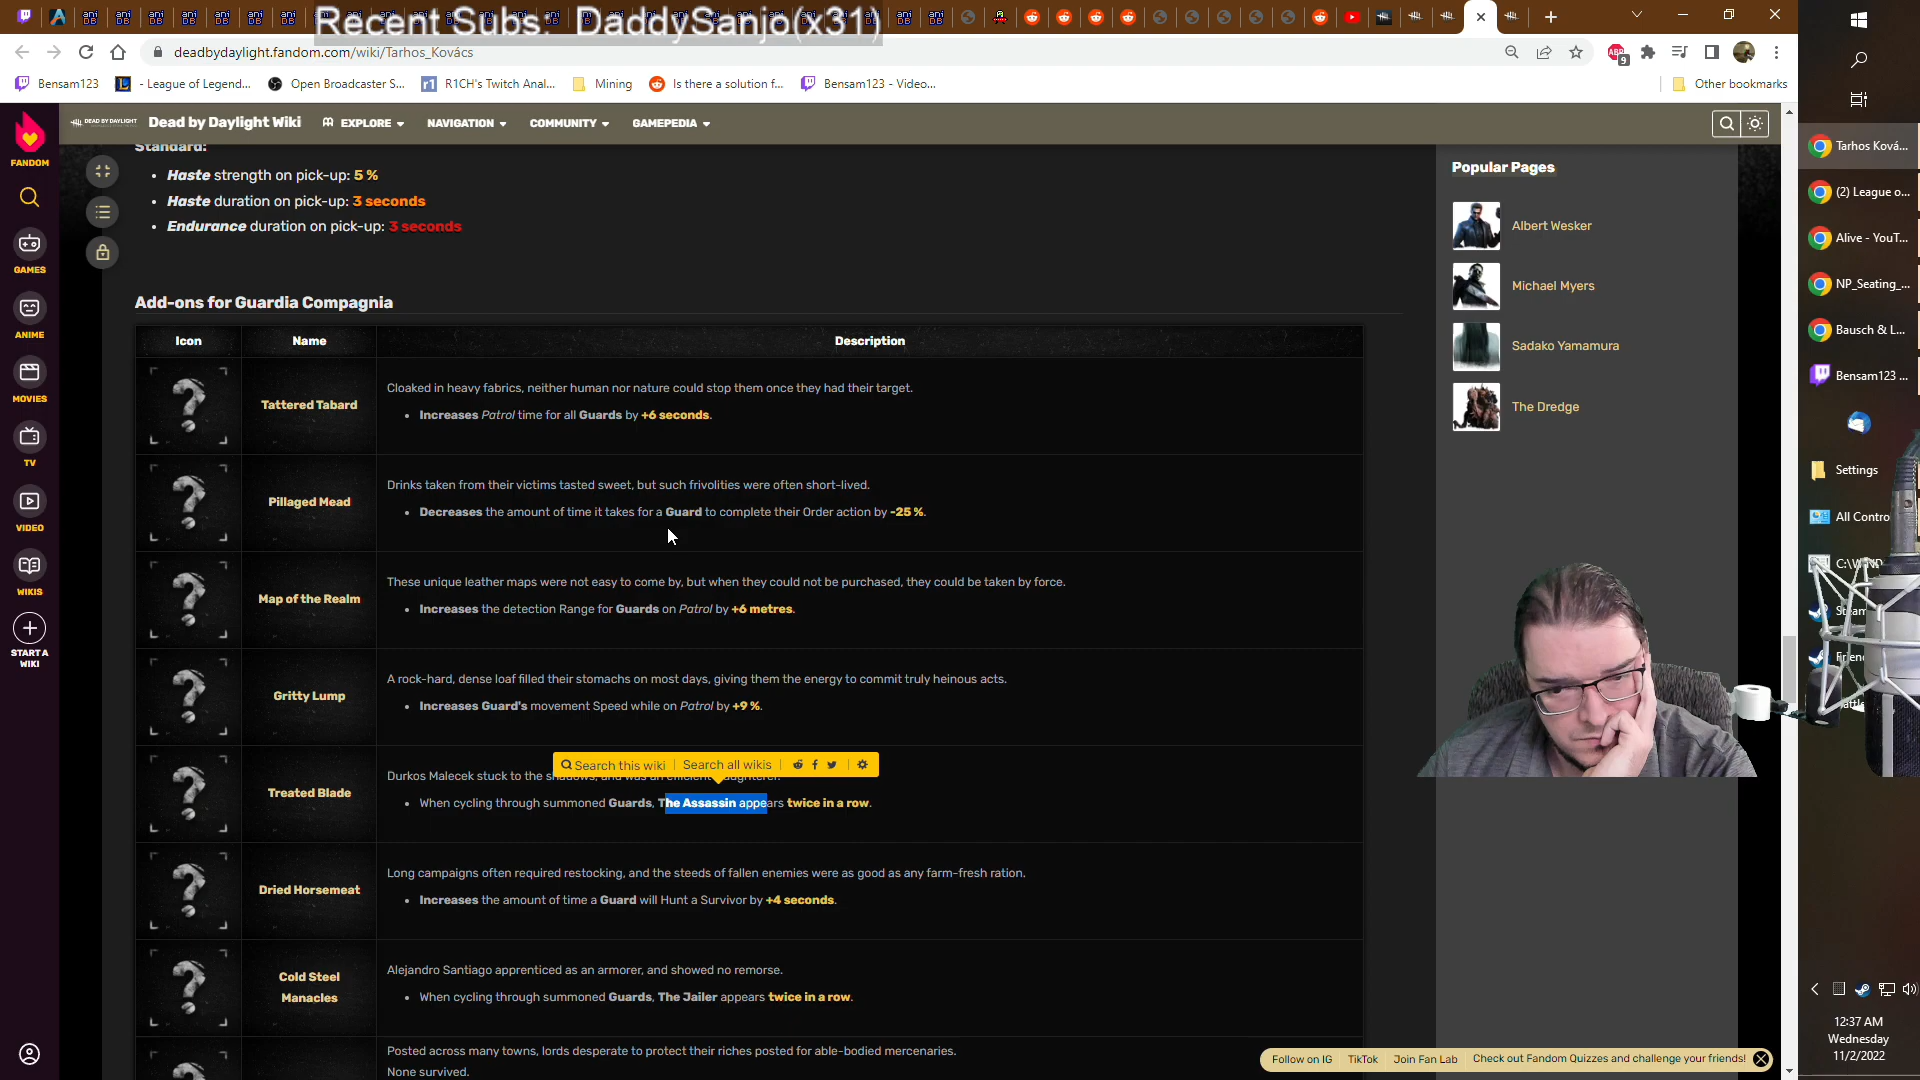 Recent Subs: DaddySanjo(x31)
deadbydaylight.fandom.com/wiki/Tarhos_Kovács
Bensam123
- League of Legend...
Open Broadcaster S...
R1CH's Twitch Anal...
Mining
Is there a solution f...
Bensam123 - Video...
Other bookmarks
FANDOM
GAMES
ANIME
MOVIES
TV
VIDEO
WIKIS
START A
WIKI
DEAD BY DAYLIGHT
Dead by Daylight Wiki
EXPLORE
NAVIGATION
COMMUNITY
GAMEPEDIA
Standard:
• Haste strength on pick-up: 5 %
• Haste duration on pick-up: 3 seconds
• Endurance duration on pick-up: 3 seconds
Add-ons for Guardia Compagnia
Icon Name Description
Tattered Tabard
Cloaked in heavy fabrics, neither human nor nature could stop them once they had their target.
• Increases Patrol time for all Guards by +6 seconds.
Pillaged Mead
Drinks taken from their victims tasted sweet, but such frivolities were often short-lived.
• Decreases the amount of time it takes for a Guard to complete their Order action by -25 %.
Map of the Realm
These unique leather maps were not easy to come by, but when they could not be purchased, they could be taken by force.
• Increases the detection Range for Guards on Patrol by +6 metres.
Gritty Lump
A rock-hard, dense loaf filled their stomachs on most days, giving them the energy to commit truly heinous acts.
• Increases Guard's movement Speed while on Patrol by +9 %.
Search this wiki
Search all wikis
Treated Blade
Durkos Malecek stuck to the shadows, and was an efficient
• When cycling through summoned Guards, The Assassin appears twice in a row.
Dried Horsemeat
Long campaigns often required restocking, and the steeds of fallen enemies were as good as any farm-fresh ration.
• Increases the amount of time a Guard will Hunt a Survivor by +4 seconds.
Cold Steel
Manacles
Alejandro Santiago apprenticed as an armorer, and showed no remorse.
• When cycling through summoned Guards, The Jailer appears twice in a row.
Posted across many towns, lords desperate to protect their riches posted for able-bodied mercenaries.
None survived.
Popular Pages
Albert Wesker
Michael Myers
Sadako Yamamura
The Dredge
Follow on IG
TikTok
Join Fan Lab
Check out Fandom Quizzes and challenge your friends!
ABP
9
Tarhos Ková...
(2) League o...
Alive - YouT...
NP_Seating_...
Bausch & L...
Bensam123 ...
Settings
All Contro
C:\WIND
Steam
Frien
12:37 AM
Wednesday
11/2/2022